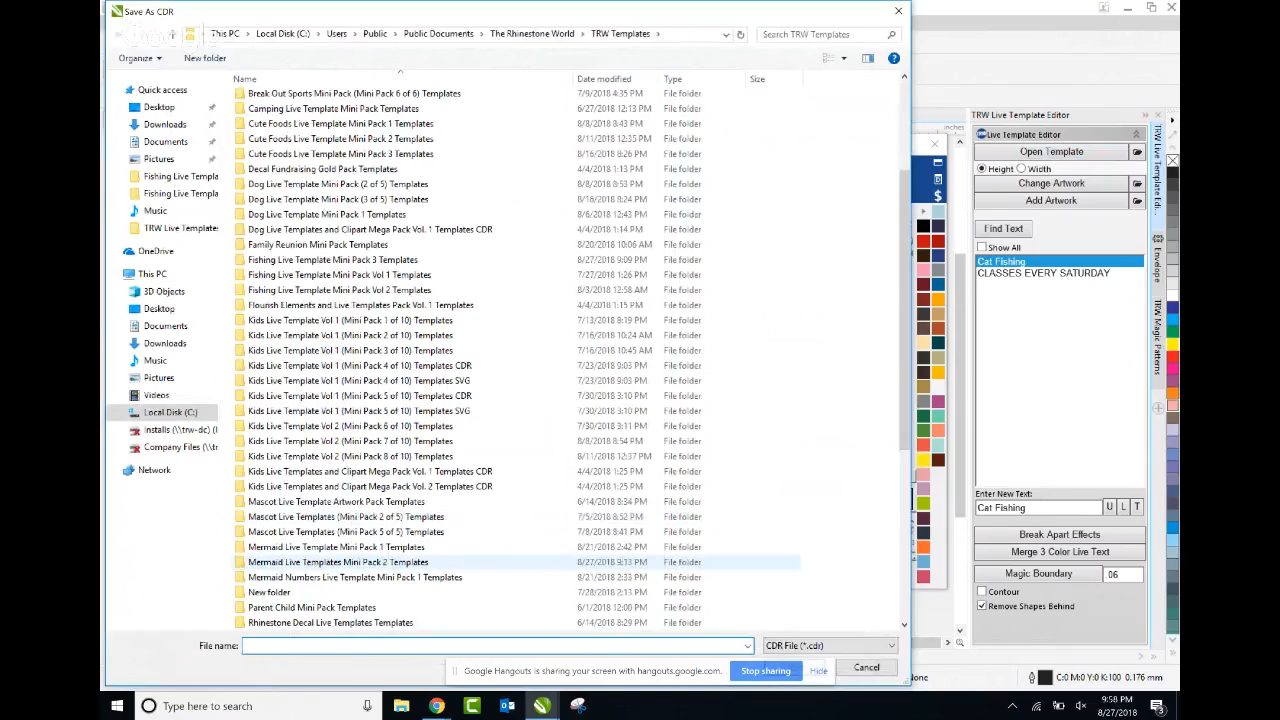 Save As CDR
This PC > Local Disk (C:) > Users > Public > Public Documents > The Rhinestone World > TRW Templates >
Search TRW Templates
Organize
New folder
Name
Date modified
Type
Size
Quick access
Desktop
Downloads
Documents
Pictures
Fishing Live Templa
Fishing Live Templa
Music
TRW Live Templates
OneDrive
This PC
3D Objects
Desktop
Documents
Downloads
Music
Pictures
Videos
Local Disk (C:)
Installs (\\trw-dc) (I
Company Files (\\tr
Network
Break Out Sports Mini Pack (Mini Pack 6 of 6) Templates 7/9/2018 4:35 PM File folder
Camping Live Template Mini Pack Templates 6/27/2018 12:13 PM File folder
Cute Foods Live Template Mini Pack 1 Templates 8/8/2018 8:43 PM File folder
Cute Foods Live Template Mini Pack 2 Templates 8/11/2018 12:35 PM File folder
Cute Foods Live Template Mini Pack 3 Templates 8/16/2018 8:26 PM File folder
Decal Fundraising Gold Pack Templates 4/4/2018 1:13 PM File folder
Dog Live Template Mini Pack (2 of 5) Templates 8/8/2018 8:53 PM File folder
Dog Live Template Mini Pack (3 of 5) Templates 8/16/2018 8:24 PM File folder
Dog Live Template Mini Pack 1 Templates 8/6/2018 12:43 PM File folder
Dog Live Templates and Clipart Mega Pack Vol. 1 Templates CDR 4/4/2018 1:14 PM File folder
Family Reunion Mini Pack Templates 8/20/2018 10:06 AM File folder
Fishing Live Template Mini Pack 3 Templates 8/27/2018 9:09 PM File folder
Fishing Live Template Mini Pack Vol 1 Templates 7/27/2018 1:26 PM File folder
Fishing Live Template Mini Pack Vol 2 Templates 8/3/2018 12:58 AM File folder
Flourish Elements and Live Templates Pack Vol. 1 Templates 4/4/2018 1:15 PM File folder
Kids Live Template Vol 1 (Mini Pack 1 of 10) Templates 7/13/2018 8:19 PM File folder
Kids Live Template Vol 1 (Mini Pack 2 of 10) Templates 7/16/2018 10:24 AM File folder
Kids Live Template Vol 1 (Mini Pack 3 of 10) Templates 7/16/2018 10:45 AM File folder
Kids Live Template Vol 1 (Mini Pack 4 of 10) Templates CDR 7/23/2018 9:03 PM File folder
Kids Live Template Vol 1 (Mini Pack 4 of 10) Templates SVG 7/23/2018 9:03 PM File folder
Kids Live Template Vol 1 (Mini Pack 5 of 10) Templates CDR 7/30/2018 3:10 PM File folder
Kids Live Template Vol 1 (Mini Pack 5 of 10) Templates SVG 7/30/2018 3:10 PM File folder
Kids Live Template Vol 2 (Mini Pack 6 of 10) Templates 7/30/2018 3:11 PM File folder
Kids Live Template Vol 2 (Mini Pack 7 of 10) Templates 8/8/2018 8:54 PM File folder
Kids Live Template Vol 2 (Mini Pack 8 of 10) Templates 8/11/2018 12:37 PM File folder
Kids Live Templates and Clipart Mega Pack Vol. 1 Templates CDR 4/4/2018 1:25 PM File folder
Kids Live Templates and Clipart Mega Pack Vol. 2 Templates CDR 4/4/2018 1:25 PM File folder
Mascot Live Template Artwork Pack Templates 6/14/2018 8:34 PM File folder
Mascot Live Templates (Mini Pack 2 of 5) Templates 7/5/2018 8:52 PM File folder
Mascot Live Templates (Mini Pack 5 of 5) Templates 7/8/2018 8:41 PM File folder
Mermaid Live Template Mini Pack 1 Templates 8/21/2018 2:42 PM File folder
Mermaid Live Templates Mini Pack 2 Templates 8/27/2018 9:13 PM File folder
Mermaid Numbers Live Template Mini Pack 1 Templates 8/21/2018 2:33 PM File folder
New folder 7/28/2018 2:13 PM File folder
Parent Child Mini Pack Templates 6/1/2018 12:00 PM File folder
Rhinestone Decal Live Templates Templates 6/14/2018 8:29 PM File folder
File name:
CDR File (*.cdr)
Cancel
Google Hangouts is sharing your screen with hangouts.google.com.
Stop sharing
Hide
inches
TRW Live Template Editor
Live Template Editor
Open Template
Height Width
Change Artwork
Add Artwork
Find Text
Show All
Cat Fishing
CLASSES EVERY SATURDAY
Enter New Text:
Cat Fishing U L T
Break Apart Effects
Merge 3 Color Live Text
Magic Boundary 06
Contour
Remove Shapes Behind
TRW Live Template Edi...
Envelope
TRW Magic Patterns
None
C:0 M:0 Y:0 K:100 0.176 mm
Type here to search
9:58 PM
8/27/2018
3